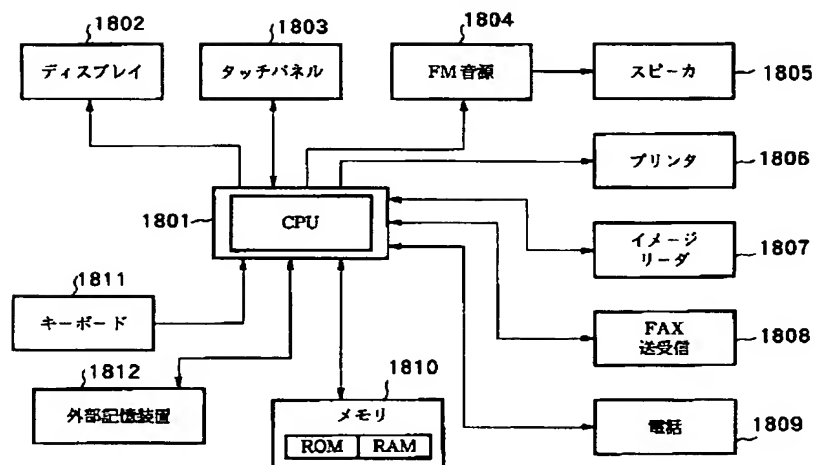 1802
1803
1804
ディスプレイ
タッチパネル
FM音源
スピーカ
1805
プリンタ
1806
1801
CPU
イメージ
リーダ
1807
1811
キーボード
FAX
送受信
1808
1812
外部記憶装置
1810
メモリ
ROM
RAM
電話
1809